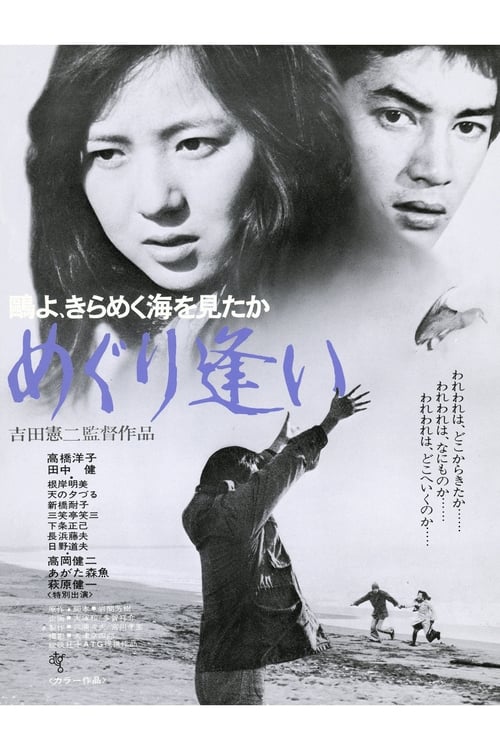 鷗よ、きらめく海を見たか
めぐり逢い
吉田憲二監督作品
われわれは、どこからきたか……
われわれは、なにものか……
われわれは、どこへいくのか……
高橋洋子
田中健
根岸明美
天の夕づる
新橋耐子
三笑亭笑三
下条正己
長浜藤夫
日野道夫
高岡健二
あがた森魚
萩原健一
〈特別出演〉
atg
〈カラー作品〉